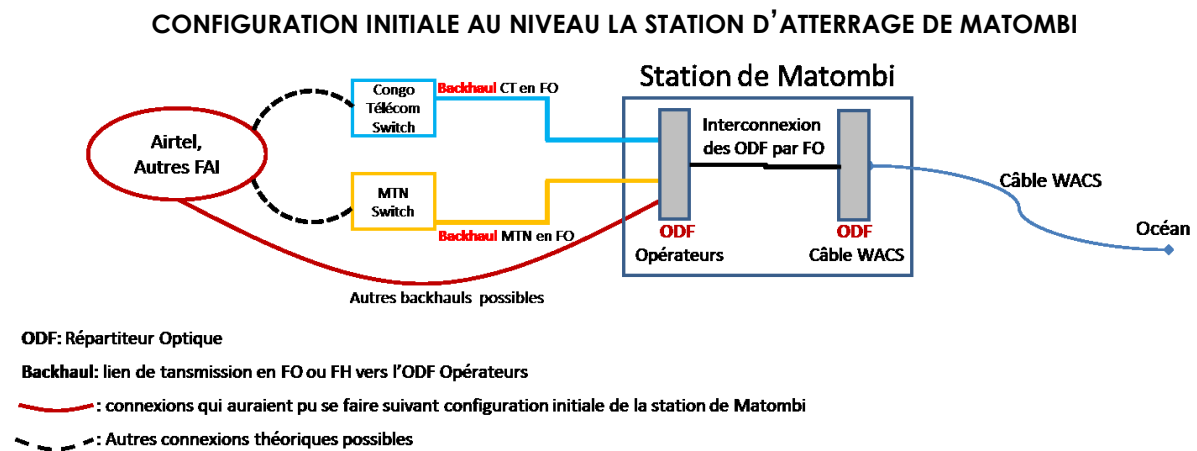 CONFIGURATION INITIALE AU NIVEAU LA STATION D’ATTERRAGE DE MATOMBI
Station de Matombi
Congo
Télécom
Switch
Backhaul CT en FO
Airtel,
Autres FAI
Interconnexion
des ODF par FO
MTN
Switch
Backhaul MTN en FO
Câble WACS
Océan
ODF
Opérateurs
ODF
Câble WACS
Autres backhauls possibles
ODF: Répartiteur Optique
Backhaul: lien de tansmission en FO ou FH vers l’ODF Opérateurs
: connexions qui auraient pu se faire suivant configuration initiale de la station de Matombi
: Autres connexions théoriques possibles